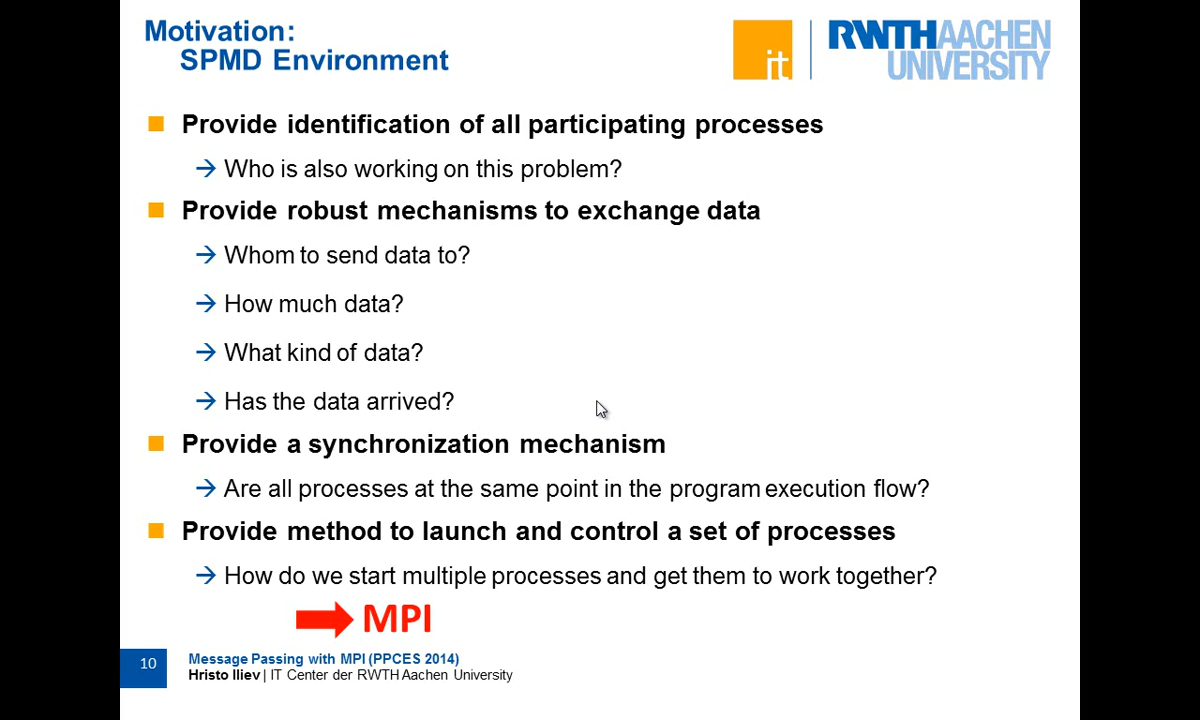 Motivation:
SPMD Environment
it
RWTHAACHEN
UNIVERSITY
Provide identification of all participating processes
Who is also working on this problem?
Provide robust mechanisms to exchange data
Whom to send data to?
How much data?
What kind of data?
Has the data arrived?
Provide a synchronization mechanism
Are all processes at the same point in the program execution flow?
Provide method to launch and control a set of processes
How do we start multiple processes and get them to work together?
MPI
10
Message Passing with MPI (PPCES 2014)
Hristo Iliev | IT Center der RWTH Aachen University